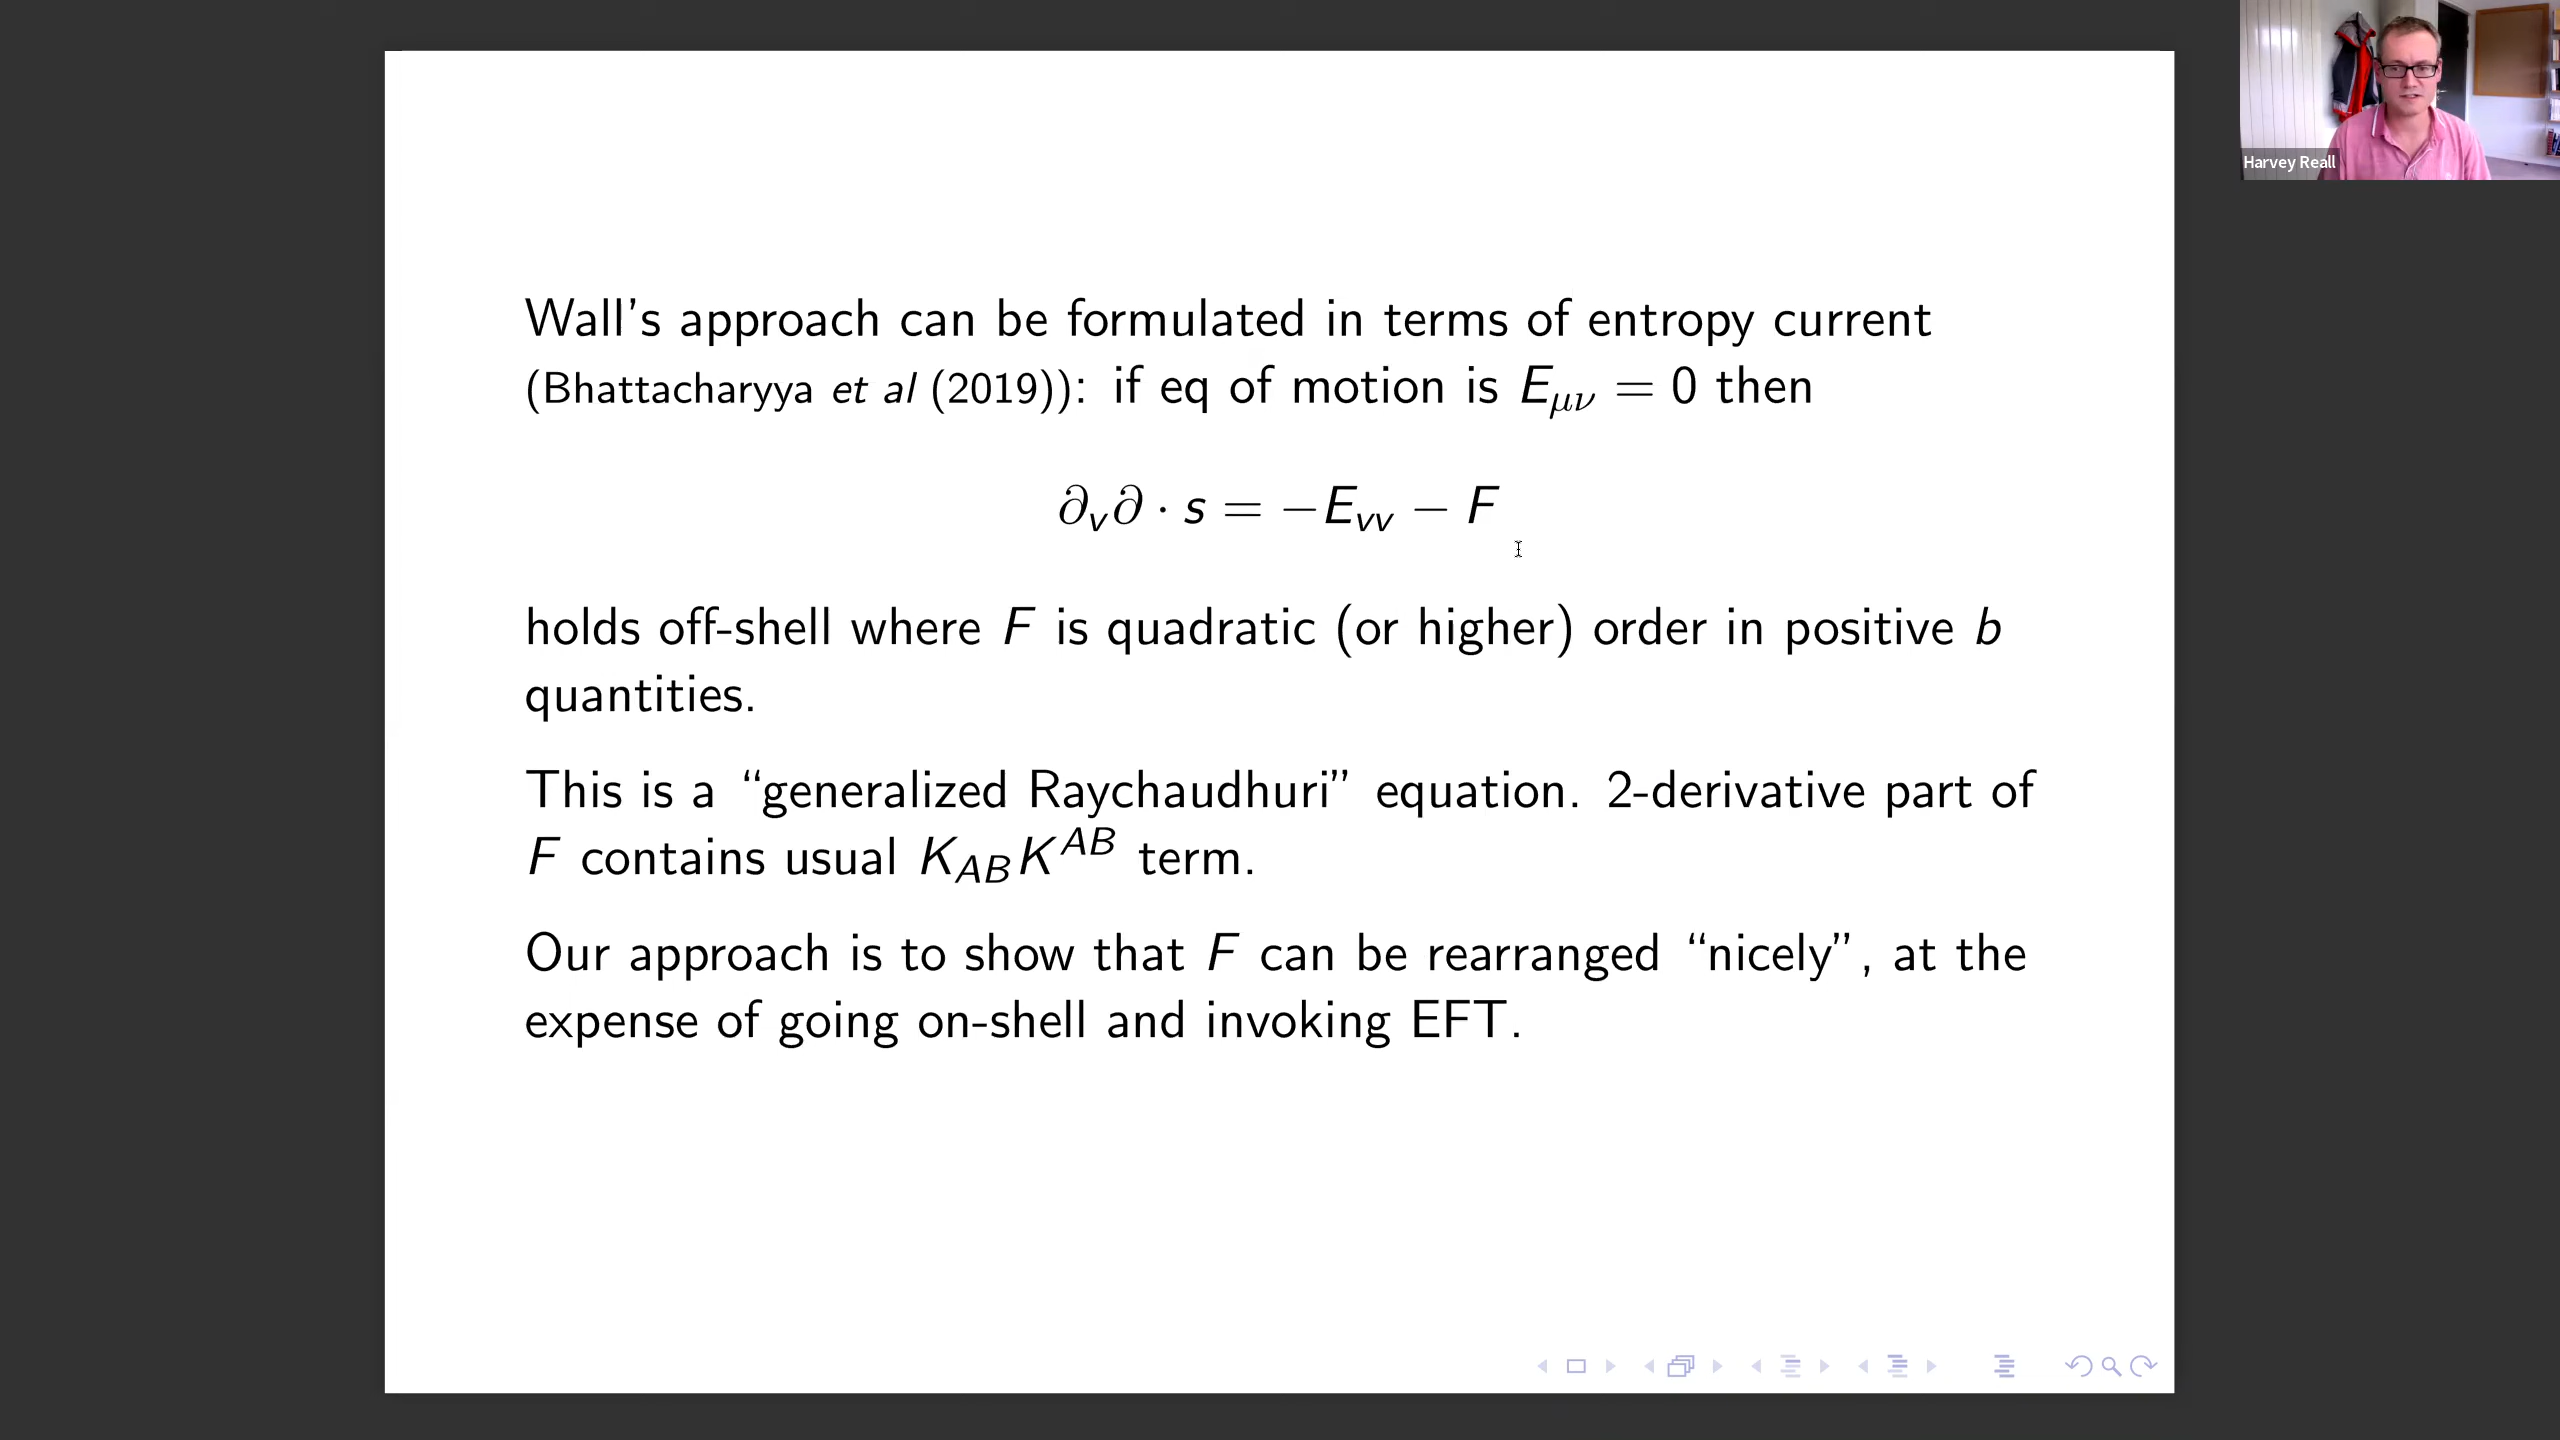 Harvey Reall
Wall's approach can be formulated in terms of entropy current
(Bhattacharyya et al (2019)): if eq of motion is E_{μν} = 0 then
∂_v∂ · s = −E_{vv} − F
holds off-shell where F is quadratic (or higher) order in positive b
quantities.
This is a “generalized Raychaudhuri” equation. 2-derivative part of
F contains usual K_{AB}K^{AB} term.
Our approach is to show that F can be rearranged “nicely”, at the
expense of going on-shell and invoking EFT.